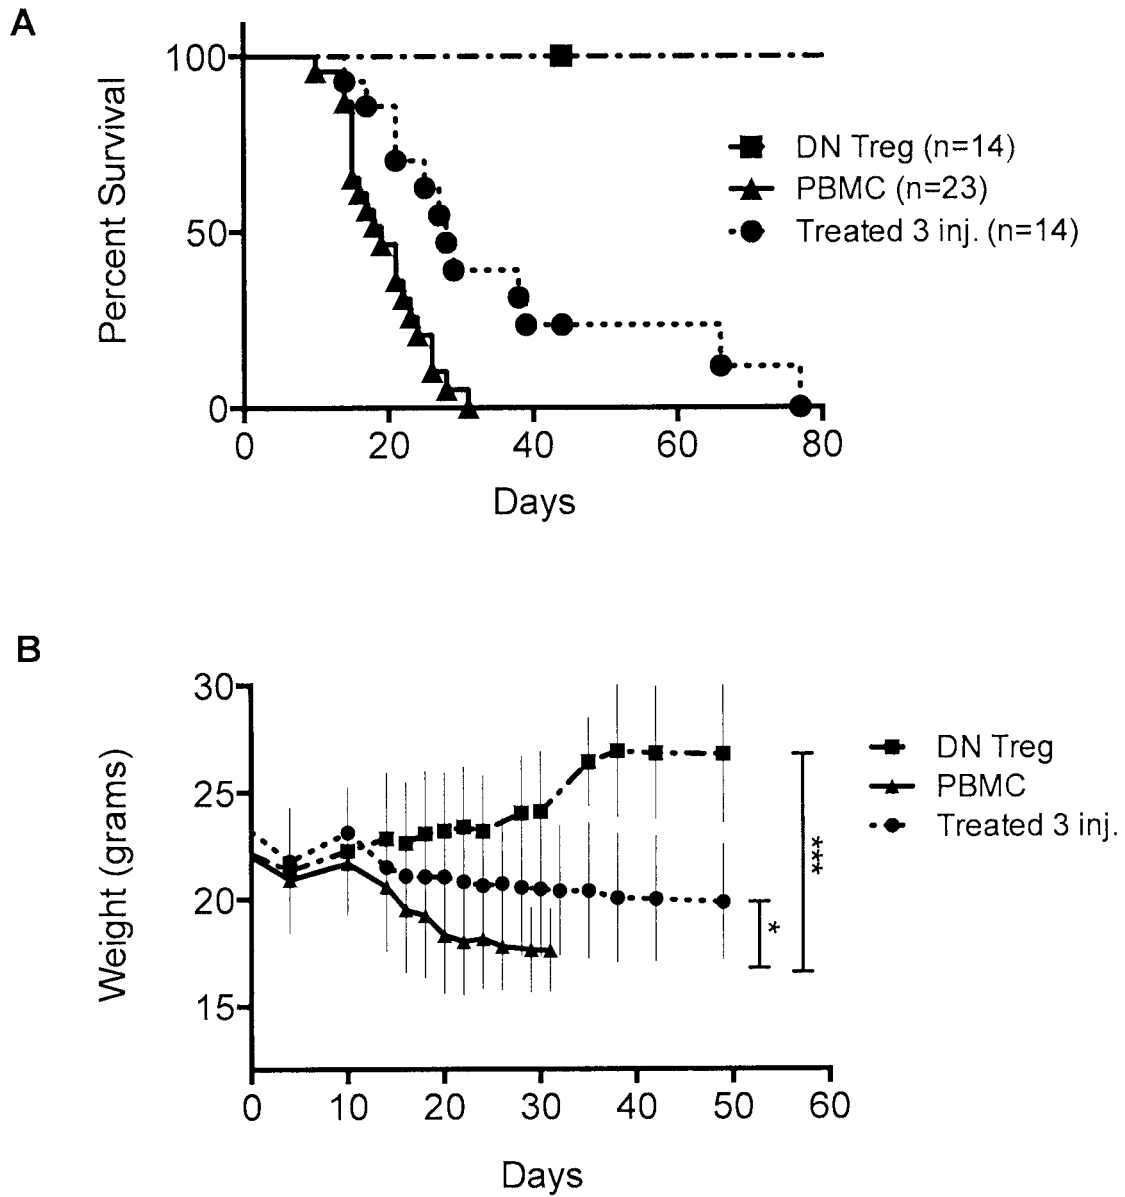 A
Percent Survival
100
50
0
0 20 40 60 80
Days
DN Treg (n=14)
PBMC (n=23)
Treated 3 inj. (n=14)
B
Weight (grams)
30
25
20
15
0 10 20 30 40 50 60
Days
DN Treg
PBMC
Treated 3 inj.
***
*